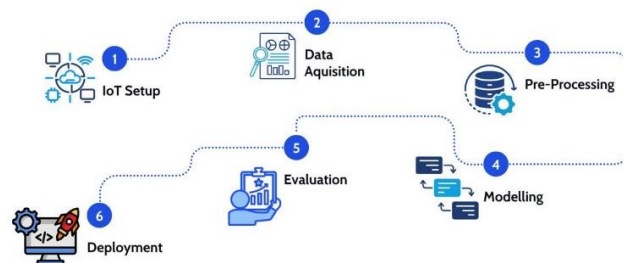 1
IoT Setup
2
Data
Aquisition
3
Pre-Processing
4
Modelling
5
Evaluation
6
</>
Deployment